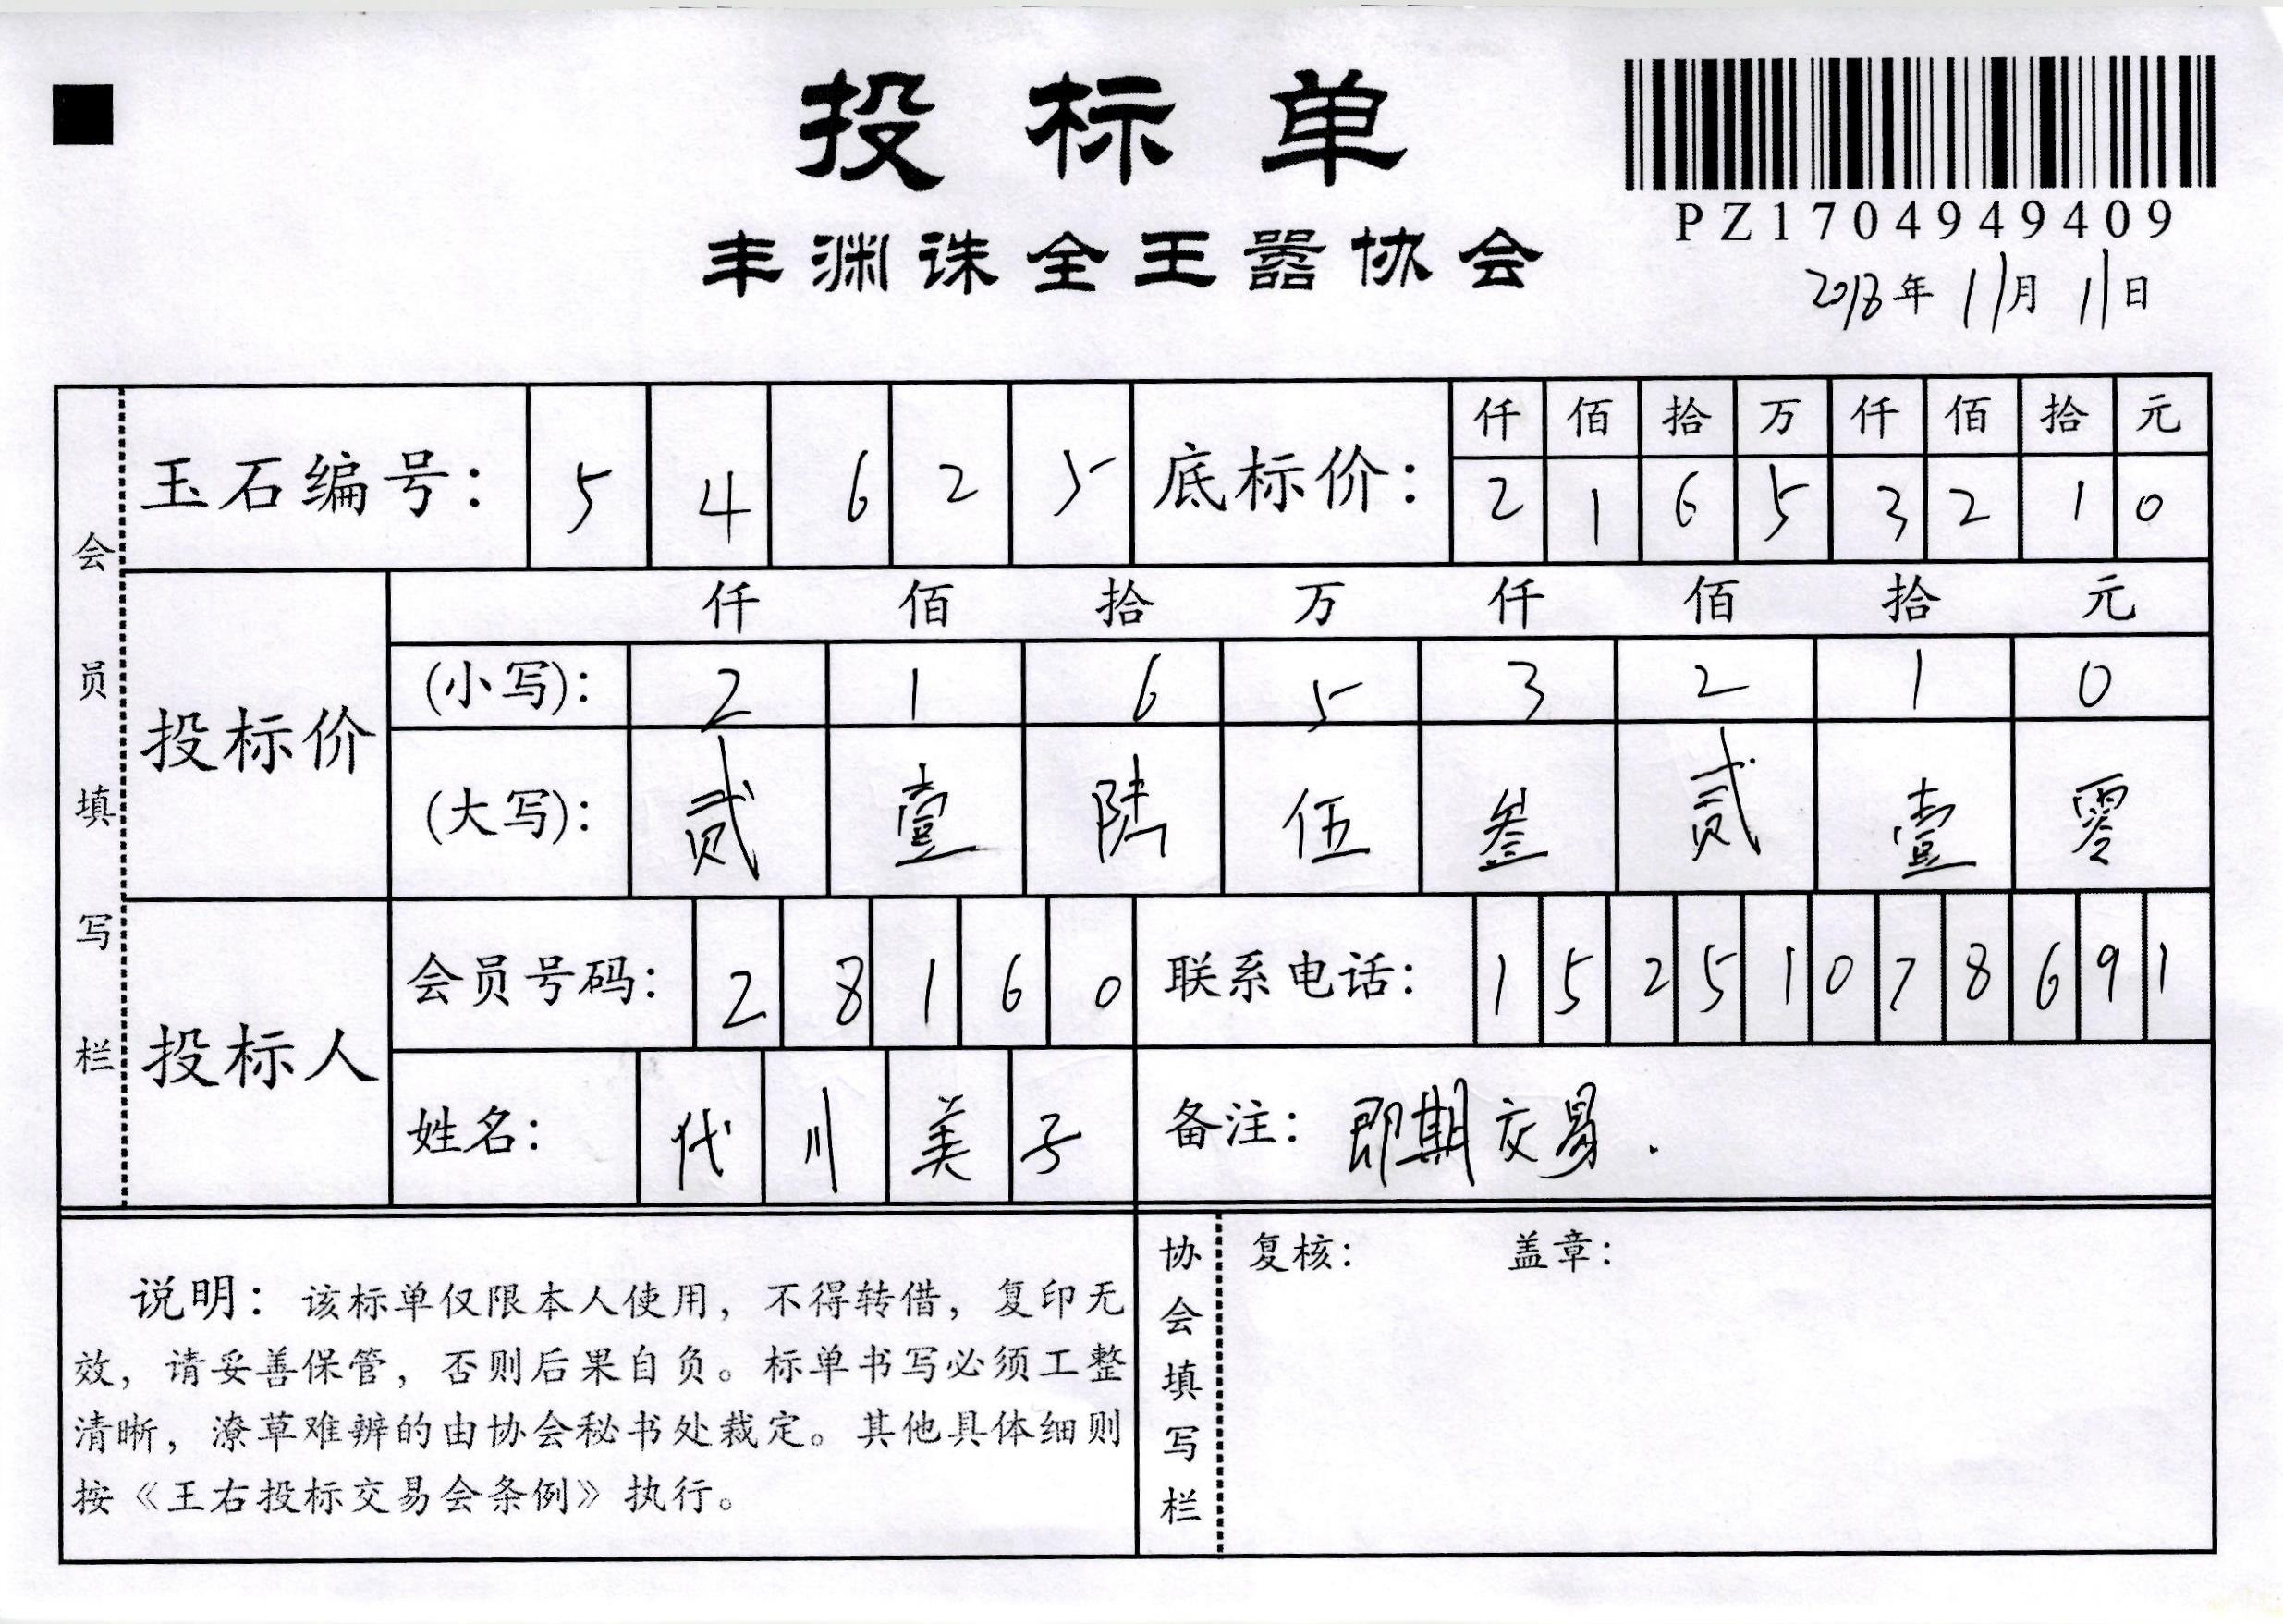 投标单
PZ1704949409
丰渊诛全王嚣协会
2018年11月11日
会员填写栏
玉石编号： 5 4 6 2 5 底标价： 仟 佰 拾 万 仟 佰 拾 元
2 1 6 5 3 2 1 0
投标价 仟 佰 拾 万 仟 佰 拾 元
(小写)： 2 1 6 5 3 2 1 0
(大写)： 贰 壹 陆 伍 叁 贰 壹 零
投标人 会员号码： 2 8 1 6 0 联系电话： 1 5 2 5 1 0 7 8 6 9 1
姓名： 代 川 美 子 备注： 即期交易.
说明：该标单仅限本人使用，不得转借，复印无
效，请妥善保管，否则后果自负。标单书写必须工整
清晰，潦草难辨的由协会秘书处裁定。其他具体细则
按《王右投标交易会条例》执行。
协会填写栏
复核： 盖章：